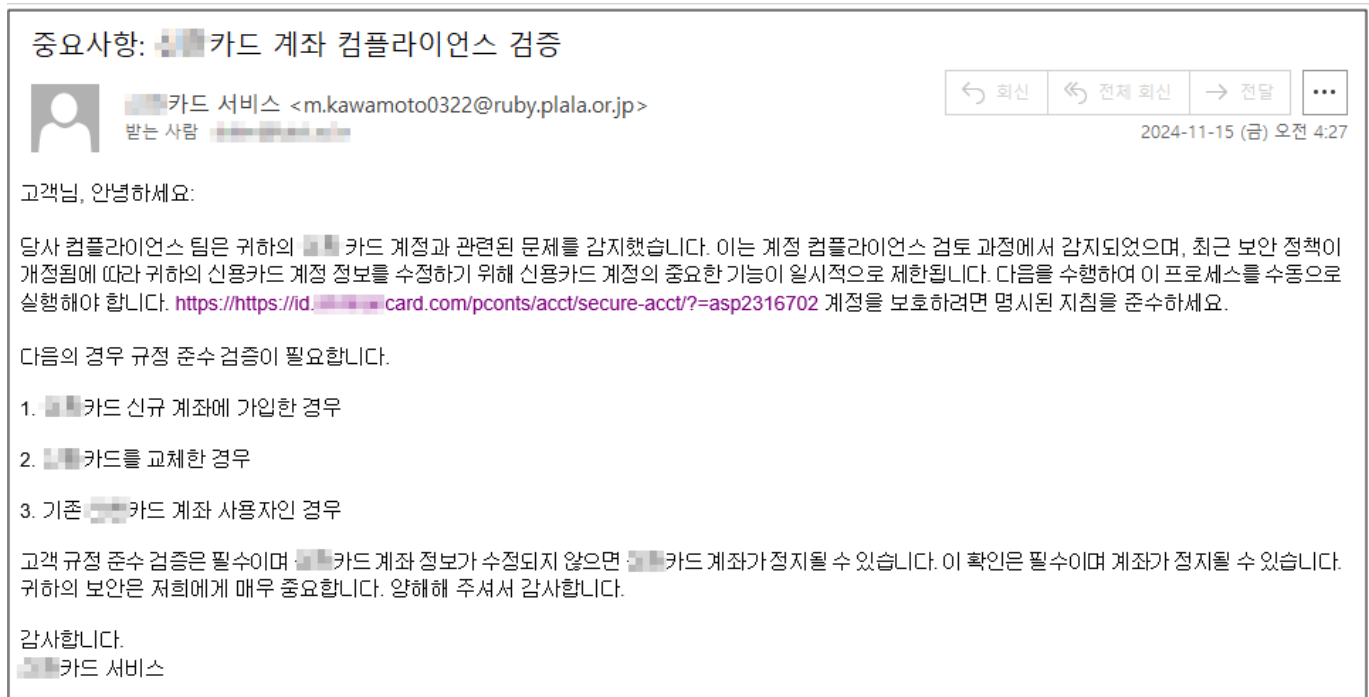 중요사항: 카드 계좌 컴플라이언스 검증
카드 서비스 <m.kawamoto0322@ruby.plala.or.jp>
회신
전체 회신
전달
받는 사람
2024-11-15 (금) 오전 4:27
고객님, 안녕하세요:
당사 컴플라이언스 팀은 귀하의 카드 계정과 관련된 문제를 감지했습니다. 이는 계정 컴플라이언스 검토 과정에서 감지되었으며, 최근 보안 정책이
개정됨에 따라 귀하의 신용카드 계정 정보를 수정하기 위해 신용카드 계정의 중요한 기능이 일시적으로 제한됩니다. 다음을 수행하여 이 프로세스를 수동으로
실행해야 합니다. https://https://id. card.com/pconts/acct/secure-acct/?=asp2316702 계정을 보호하려면 명시된 지침을 준수하세요.
다음의 경우 규정 준수 검증이 필요합니다.
1. 카드 신규 계좌에 가입한 경우
2. 카드를 교체한 경우
3. 기존 카드 계좌 사용자인 경우
고객 규정 준수 검증은 필수이며 카드 계좌 정보가 수정되지 않으면 카드 계좌가 정지될 수 있습니다. 이 확인은 필수이며 계좌가 정지될 수 있습니다.
귀하의 보안은 저희에게 매우 중요합니다. 양해해 주셔서 감사합니다.
감사합니다.
카드 서비스